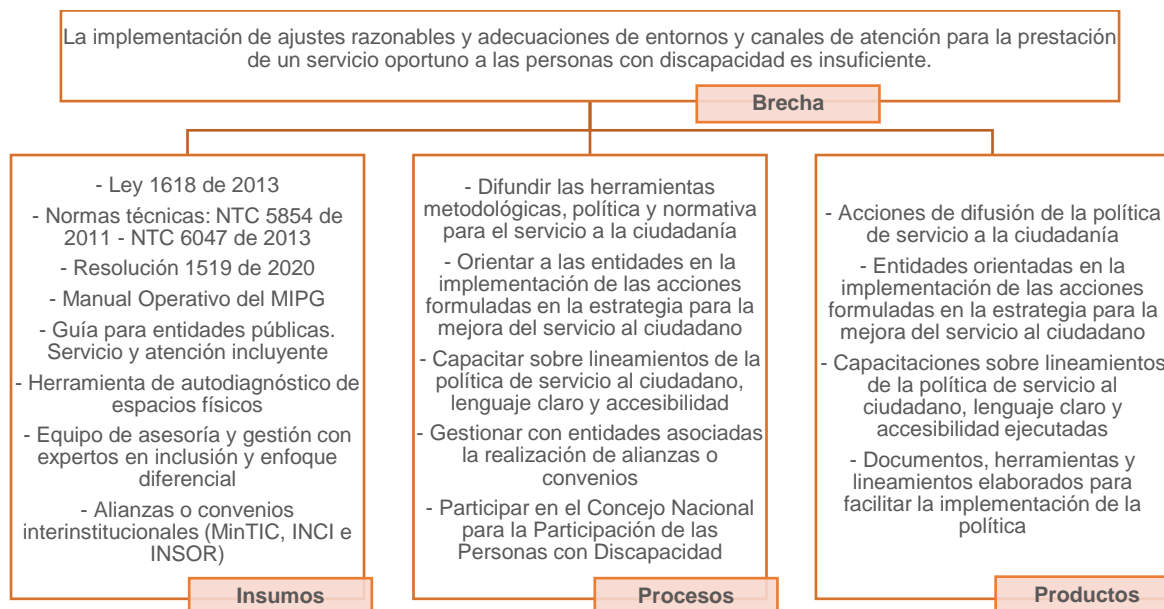 La implementación de ajustes razonables y adecuaciones de entornos y canales de atención para la prestación
de un servicio oportuno a las personas con discapacidad es insuficiente.
Brecha
- Ley 1618 de 2013
- Normas técnicas: NTC 5854 de
2011 - NTC 6047 de 2013
- Resolución 1519 de 2020
- Manual Operativo del MIPG
- Guía para entidades públicas.
Servicio y atención incluyente
- Herramienta de autodiagnóstico de
espacios físicos
- Equipo de asesoría y gestión con
expertos en inclusión y enfoque
diferencial
- Alianzas o convenios
interinstitucionales (MinTIC, INCI e
INSOR)
Insumos
- Difundir las herramientas
metodológicas, política y normativa
para el servicio a la ciudadanía
- Orientar a las entidades en la
implementación de las acciones
formuladas en la estrategia para la
mejora del servicio al ciudadano
- Capacitar sobre lineamientos de la
política de servicio al ciudadano,
lenguaje claro y accesibilidad
- Gestionar con entidades asociadas
la realización de alianzas o
convenios
- Participar en el Concejo Nacional
para la Participación de las
Personas con Discapacidad
Procesos
- Acciones de difusión de la política
de servicio a la ciudadanía
- Entidades orientadas en la
implementación de las acciones
formuladas en la estrategia para la
mejora del servicio al ciudadano
- Capacitaciones sobre lineamientos
de la política de servicio al
ciudadano, lenguaje claro y
accesibilidad ejecutadas
- Documentos, herramientas y
lineamientos elaborados para
facilitar la implementación de la
política
Productos